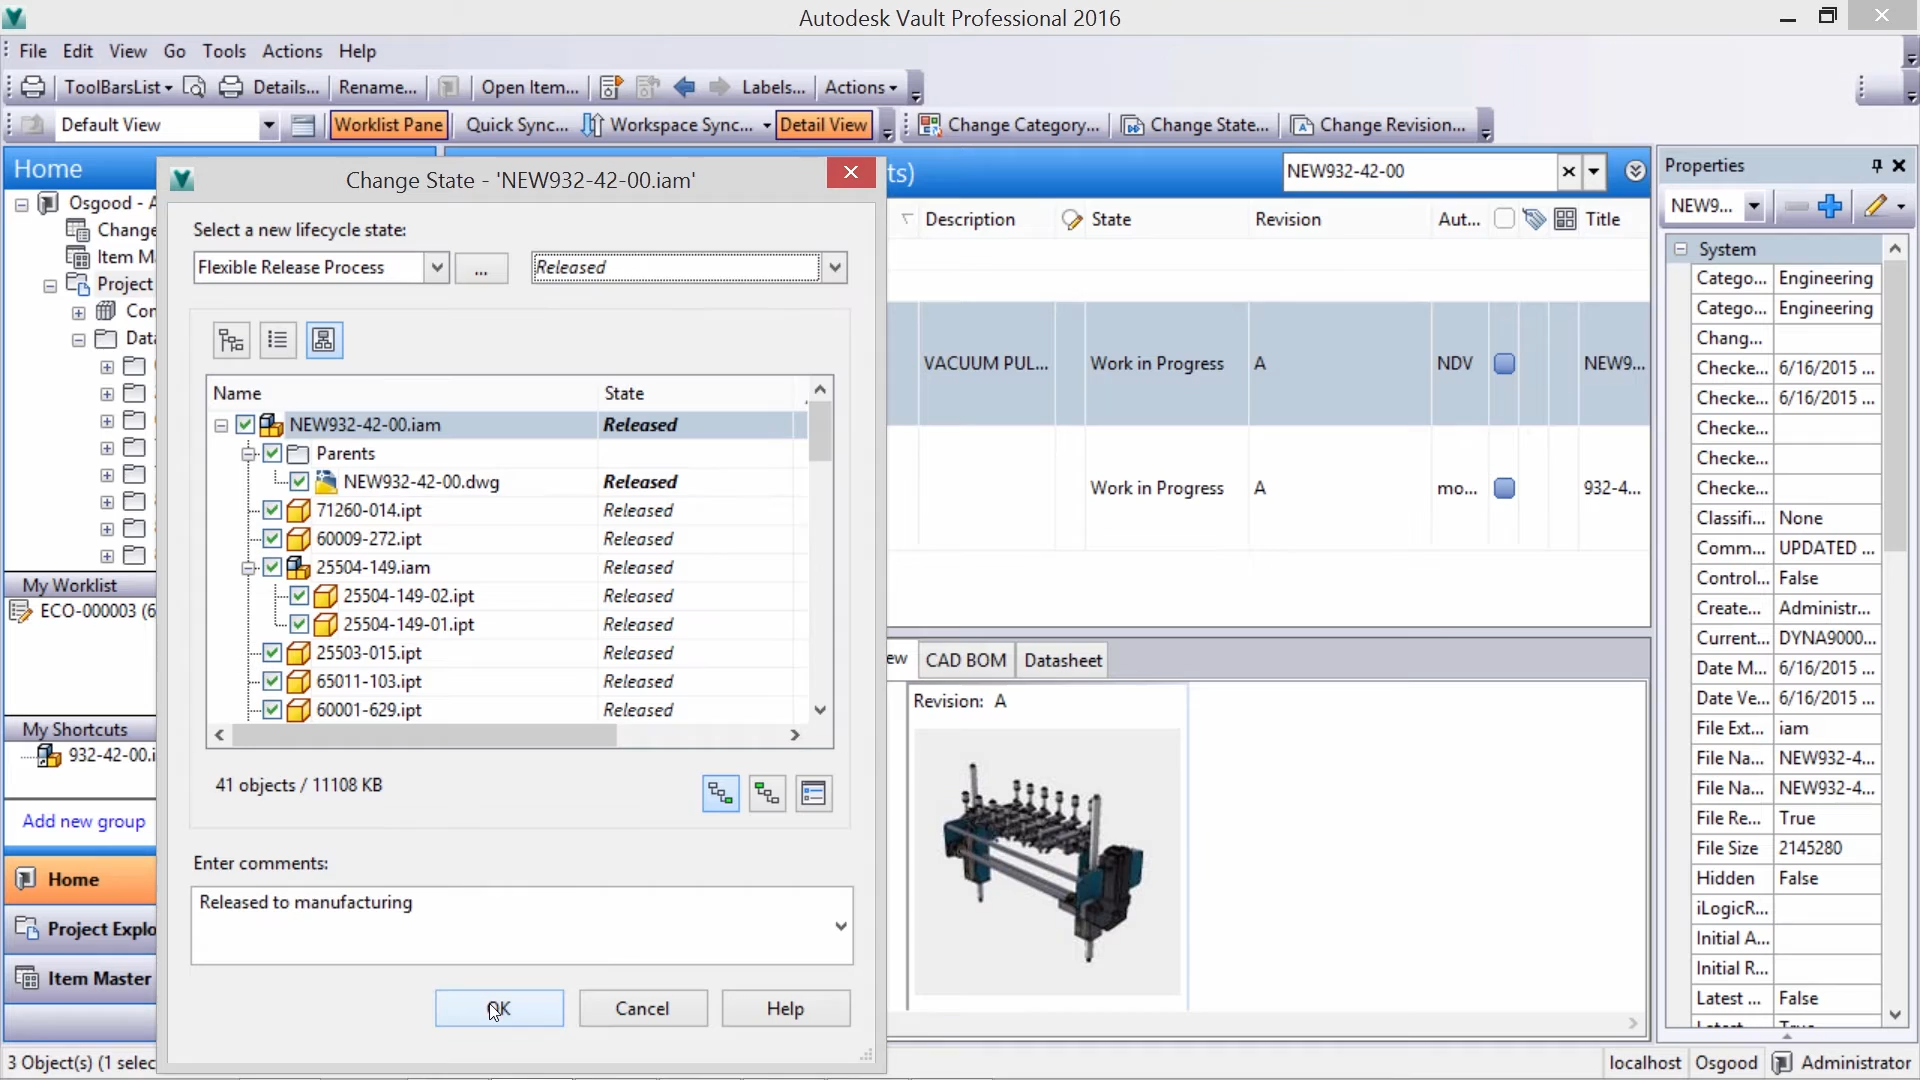 Autodesk Vault Professional 2016
File Edit View Go Tools Actions Help
ToolBarsList Details... Rename... Open Item... Labels... Actions
Default View Worklist Pane Quick Sync... Workspace Sync... Detail View Change Category... Change State... Change Revision...
Home
Osgood - A
Change
Item M
Project
Con
Data
My Worklist
ECO-000003 (6
My Shortcuts
932-42-00.i
Add new group
Home
Project Explo
Item Master
3 Object(s) (1 selec
Change State - 'NEW932-42-00.iam'
Select a new lifecycle state:
Flexible Release Process ... Released
Name State
NEW932-42-00.iam Released
Parents
NEW932-42-00.dwg Released
71260-014.ipt Released
60009-272.ipt Released
25504-149.iam Released
25504-149-02.ipt Released
25504-149-01.ipt Released
25503-015.ipt Released
65011-103.ipt Released
60001-629.ipt Released
41 objects / 11108 KB
Enter comments:
Released to manufacturing
OK Cancel Help
ts) NEW932-42-00
Description State Revision Aut... Title
VACUUM PUL... Work in Progress A NDV NEW9...
Work in Progress A mo... 932-4...
ew CAD BOM Datasheet
Revision: A
Properties
NEW9...
System
Catego... Engineering
Catego... Engineering
Chang...
Checke... 6/16/2015 ...
Checke... 6/16/2015 ...
Checke...
Checke...
Checke...
Classifi... None
Comm... UPDATED ...
Control... False
Create... Administr...
Current... DYNA9000...
Date M... 6/16/2015 ...
Date Ve... 6/16/2015 ...
File Ext... iam
File Na... NEW932-4...
File Na... NEW932-4...
File Re... True
File Size 2145280
Hidden False
iLogicR...
Initial A...
Initial R...
Latest ... False
Latest True
localhost Osgood Administrator